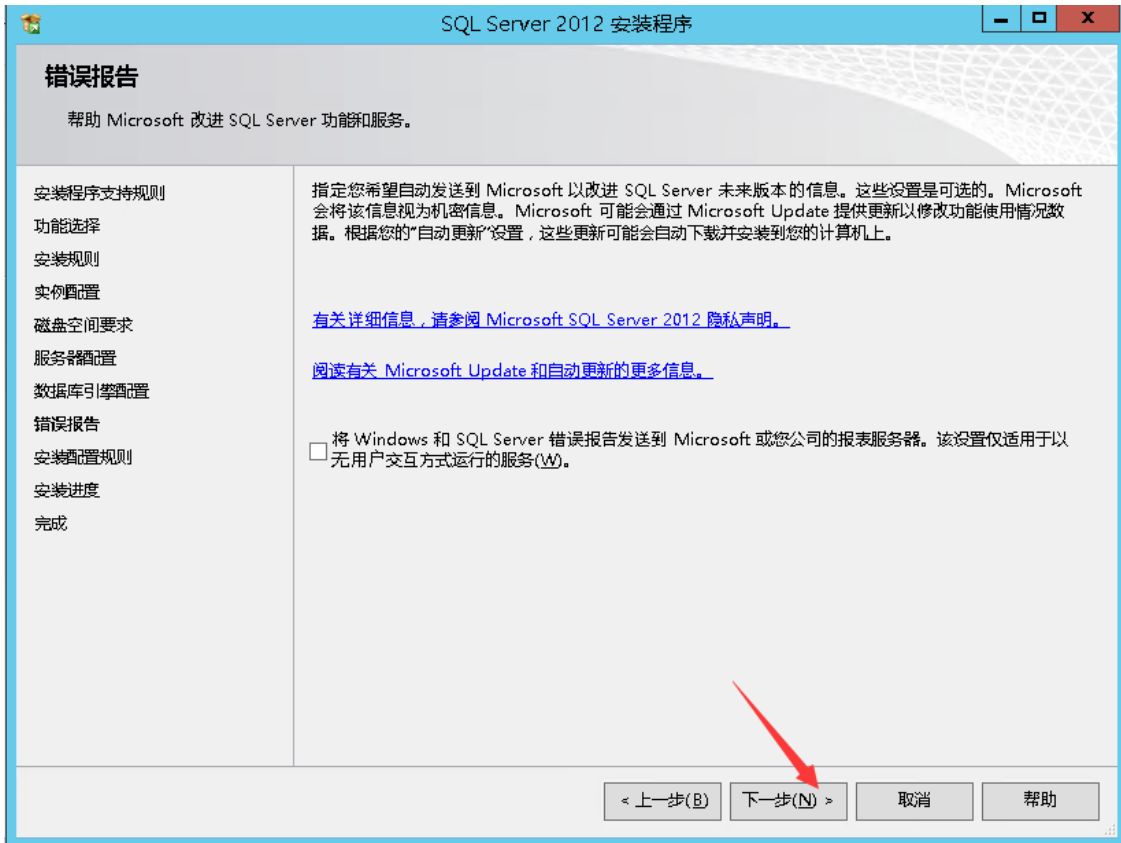 SQL Server 2012 安装程序
错误报告
帮助 Microsoft 改进 SQL Server 功能和服务。
安装程序支持规则
功能选择
安装规则
实例配置
磁盘空间要求
服务器配置
数据库引擎配置
错误报告
安装配置规则
安装进度
完成
指定您希望自动发送到 Microsoft 以改进 SQL Server 未来版本的信息。这些设置是可选的。Microsoft
会将该信息视为机密信息。Microsoft 可能会通过 Microsoft Update 提供更新以修改功能使用情况数
据。根据您的“自动更新”设置，这些更新可能会自动下载并安装到您的计算机上。
有关详细信息，请参阅 Microsoft SQL Server 2012 隐私声明。
阅读有关 Microsoft Update 和自动更新的更多信息。
将 Windows 和 SQL Server 错误报告发送到 Microsoft 或您公司的报表服务器。该设置仅适用于以
无用户交互方式运行的服务(W)。
< 上一步(B)
下一步(N) >
取消
帮助